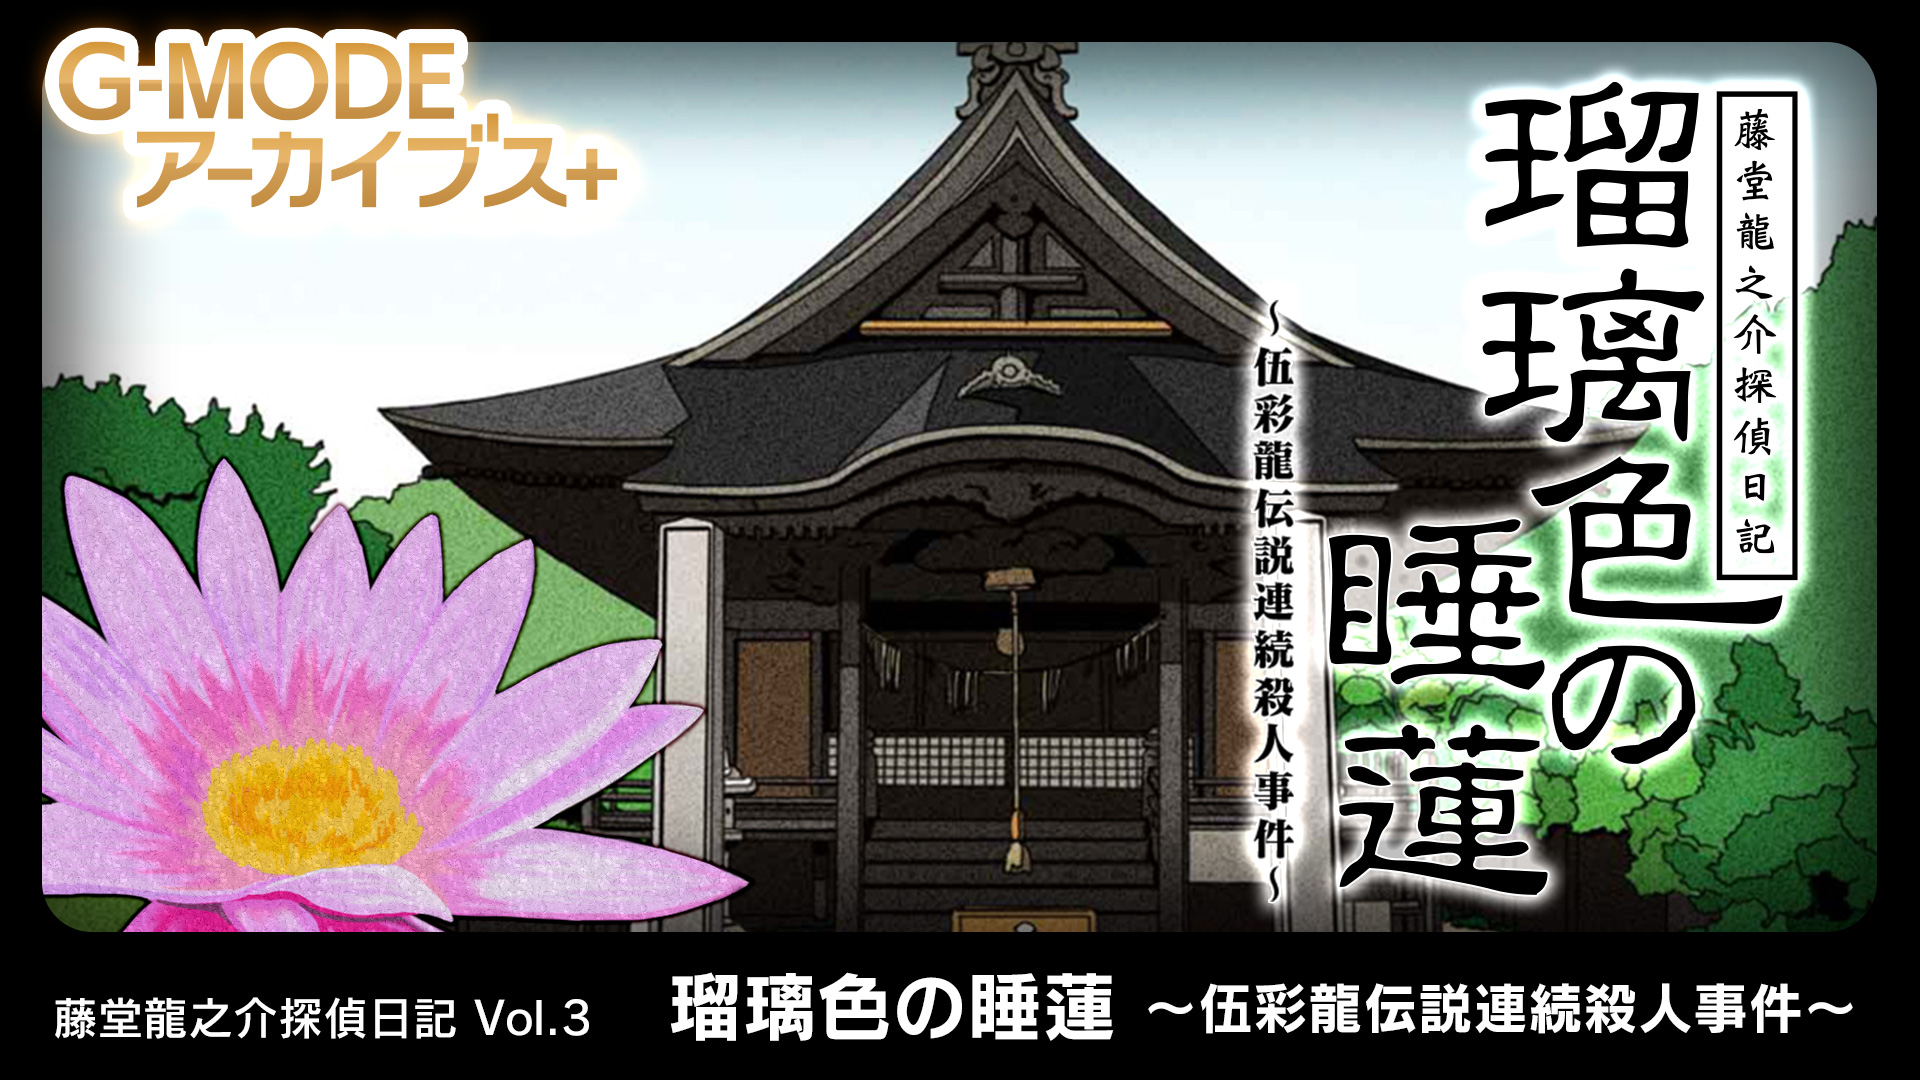 G-MODE
アーカイブス+
藤堂龍之介探偵日記
瑠璃色の
睡蓮
～伍彩龍伝説連続殺人事件～
藤堂龍之介探偵日記 Vol.3 瑠璃色の睡蓮 ～伍彩龍伝説連続殺人事件～